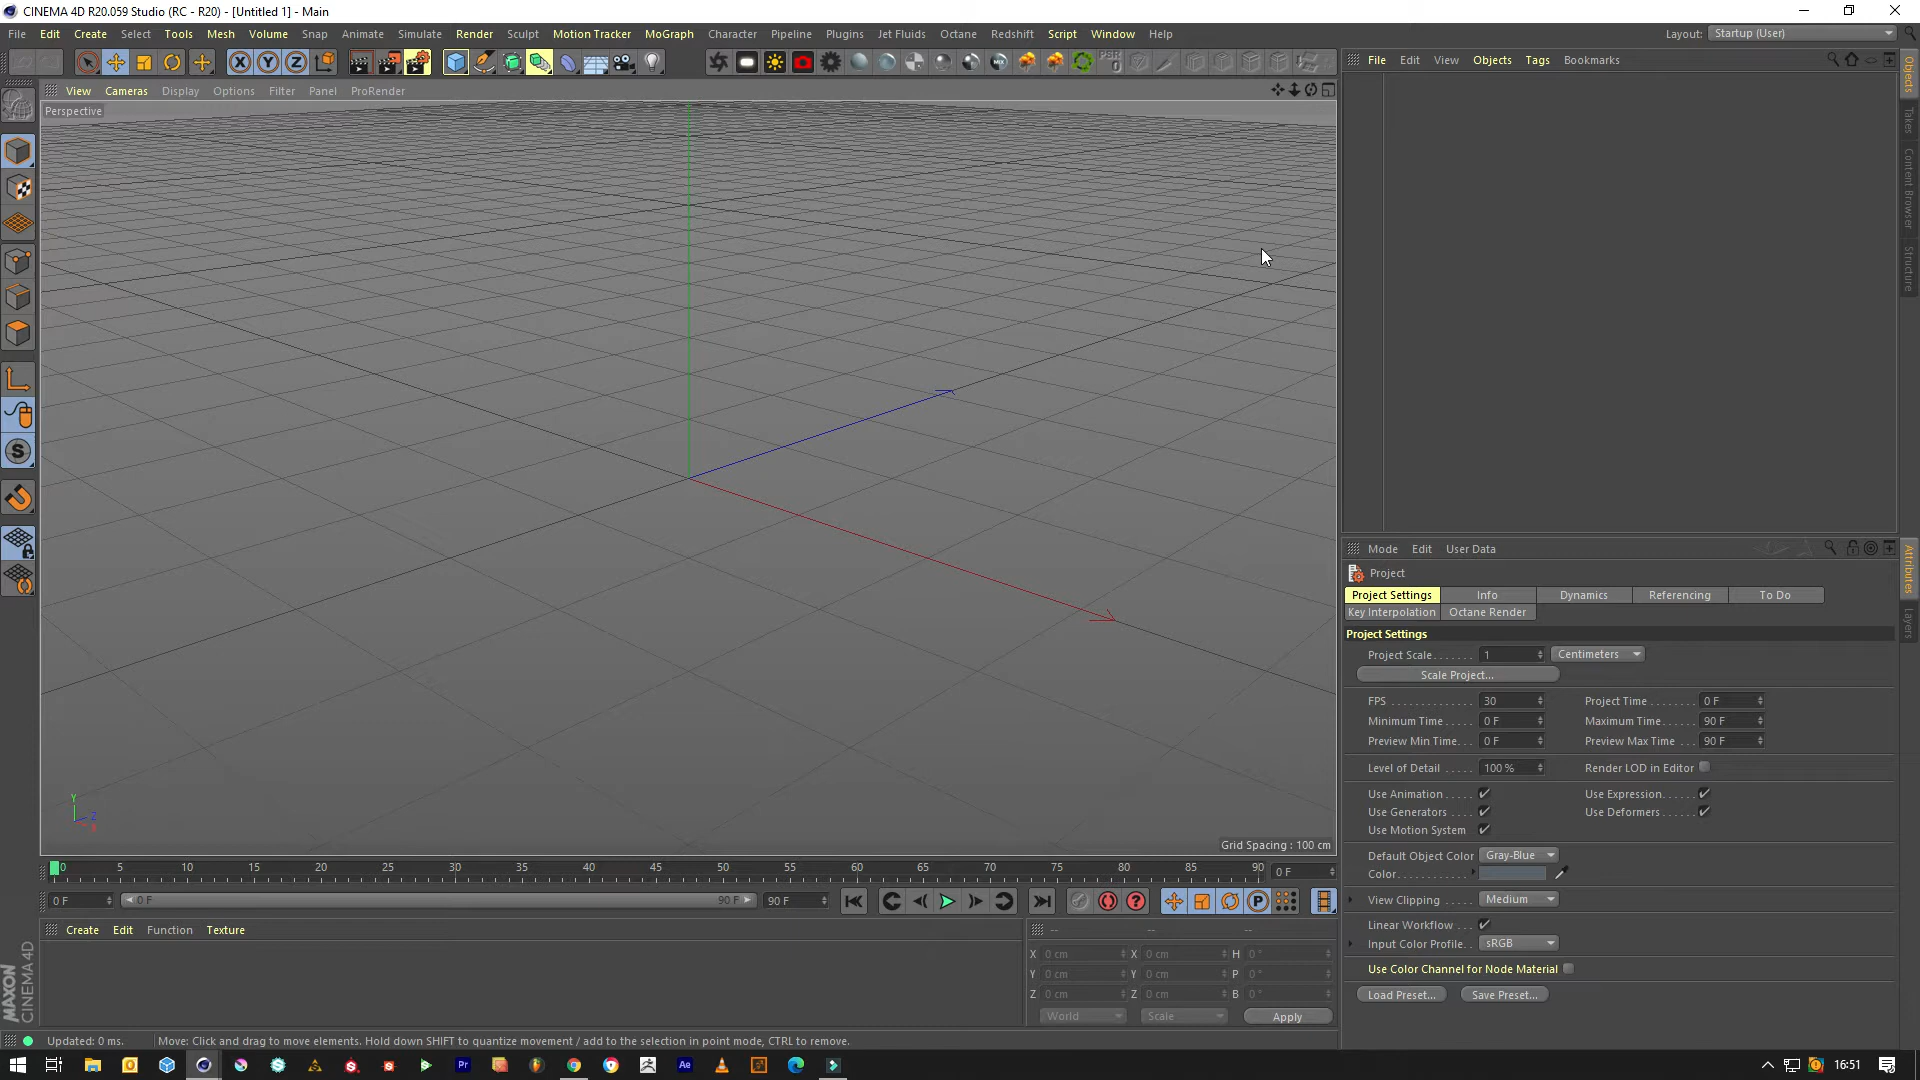 CINEMA 4D R20.059 Studio (RC - R20) - [Untitled 1] - Main
File Edit Create Select Tools Mesh Volume Snap Animate Simulate Render Sculpt Motion Tracker MoGraph Character Pipeline Plugins Jet Fluids Octane Redshift Script Window Help
Layout: Startup (User)
X Y Z
PSR
0
File Edit View Objects Tags Bookmarks
Objects
Takes
Content Browser
Structure
View Cameras Display Options Filter Panel ProRender
Perspective
Y
Z
X
Grid Spacing : 100 cm
S
Mode Edit User Data
Attributes
Layers
Project
Project Settings Info Dynamics Referencing To Do
Key Interpolation Octane Render
Project Settings
Project Scale . . . . . . . 1 Centimeters
Scale Project...
FPS . . . . . . . . . . . . . . 30 Project Time . . . . . . . . 0 F
Minimum Time . . . . . 0 F Maximum Time . . . . . . 90 F
Preview Min Time. . . 0 F Preview Max Time . . . 90 F
Level of Detail . . . . . 100 % Render LOD in Editor
Use Animation . . . . Use Expression. . . . . .
Use Generators . . . . Use Deformers . . . . . .
Use Motion System
Default Object Color Gray-Blue
Color. . . . . . . . . . . .
View Clipping . . . . Medium
Linear Workflow . . .
Input Color Profile. . sRGB
Use Color Channel for Node Material
Load Preset... Save Preset...
0 5 10 15 20 25 30 35 40 45 50 55 60 65 70 75 80 85 90 0 F
0 F 0 F 90 F 90 F
P
Create Edit Function Texture
-- -- --
X 0 cm X 0 cm H 0 °
Y 0 cm Y 0 cm P 0 °
Z 0 cm Z 0 cm B 0 °
World Scale Apply
MAXON
CINEMA 4D
Updated: 0 ms. Move: Click and drag to move elements. Hold down SHIFT to quantize movement / add to the selection in point mode, CTRL to remove.
Pr
Ae
16:51